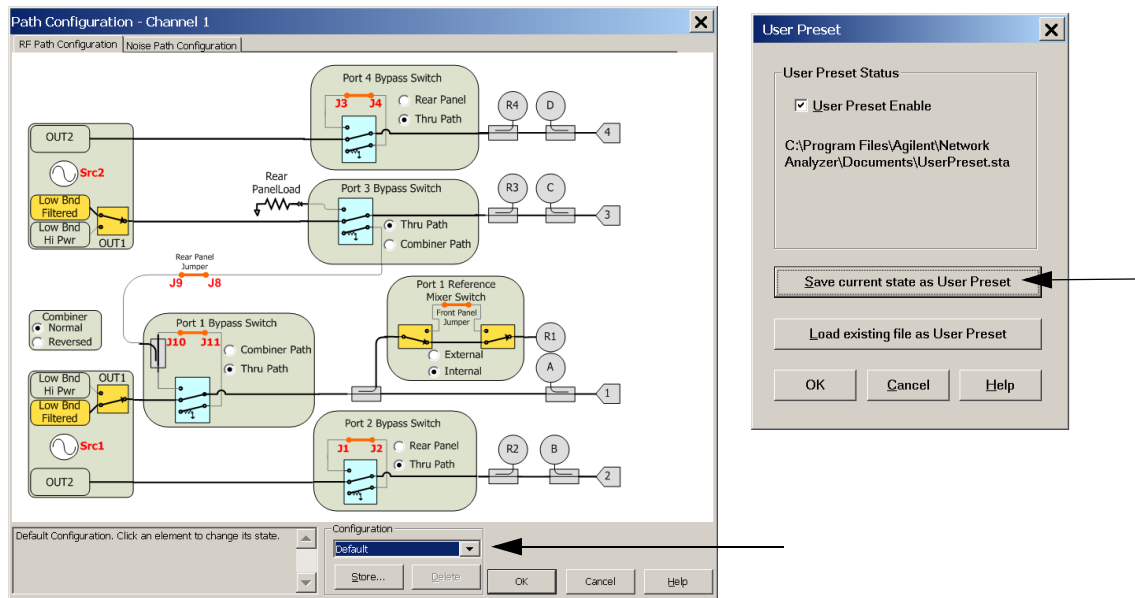 Path Configuration - Channel 1
RF Path Configuration
Noise Path Configuration
Port 4 Bypass Switch
J3 J4
Rear Panel
Thru Path
R4
D
4
OUT2
Src2
Low Bnd
Filtered
Low Bnd
Hi Pwr
OUT1
Rear
PanelLoad
Port 3 Bypass Switch
Thru Path
Combiner Path
R3
C
3
Rear Panel
Jumper
J9 J8
Port 1 Reference
Mixer Switch
Front Panel
Jumper
External
Internal
R1
A
1
Combiner
Normal
Reversed
Port 1 Bypass Switch
J10 J11
Combiner Path
Thru Path
Low Bnd
Hi Pwr
OUT1
Low Bnd
Filtered
Src1
OUT2
Port 2 Bypass Switch
J1 J2
Rear Panel
Thru Path
R2
B
2
Default Configuration. Click an element to change its state.
Configuration
Default
Store...
Delete
OK
Cancel
Help
User Preset
User Preset Status
User Preset Enable
C:\Program Files\Agilent\Network
Analyzer\Documents\UserPreset.sta
Save current state as User Preset
Load existing file as User Preset
OK
Cancel
Help